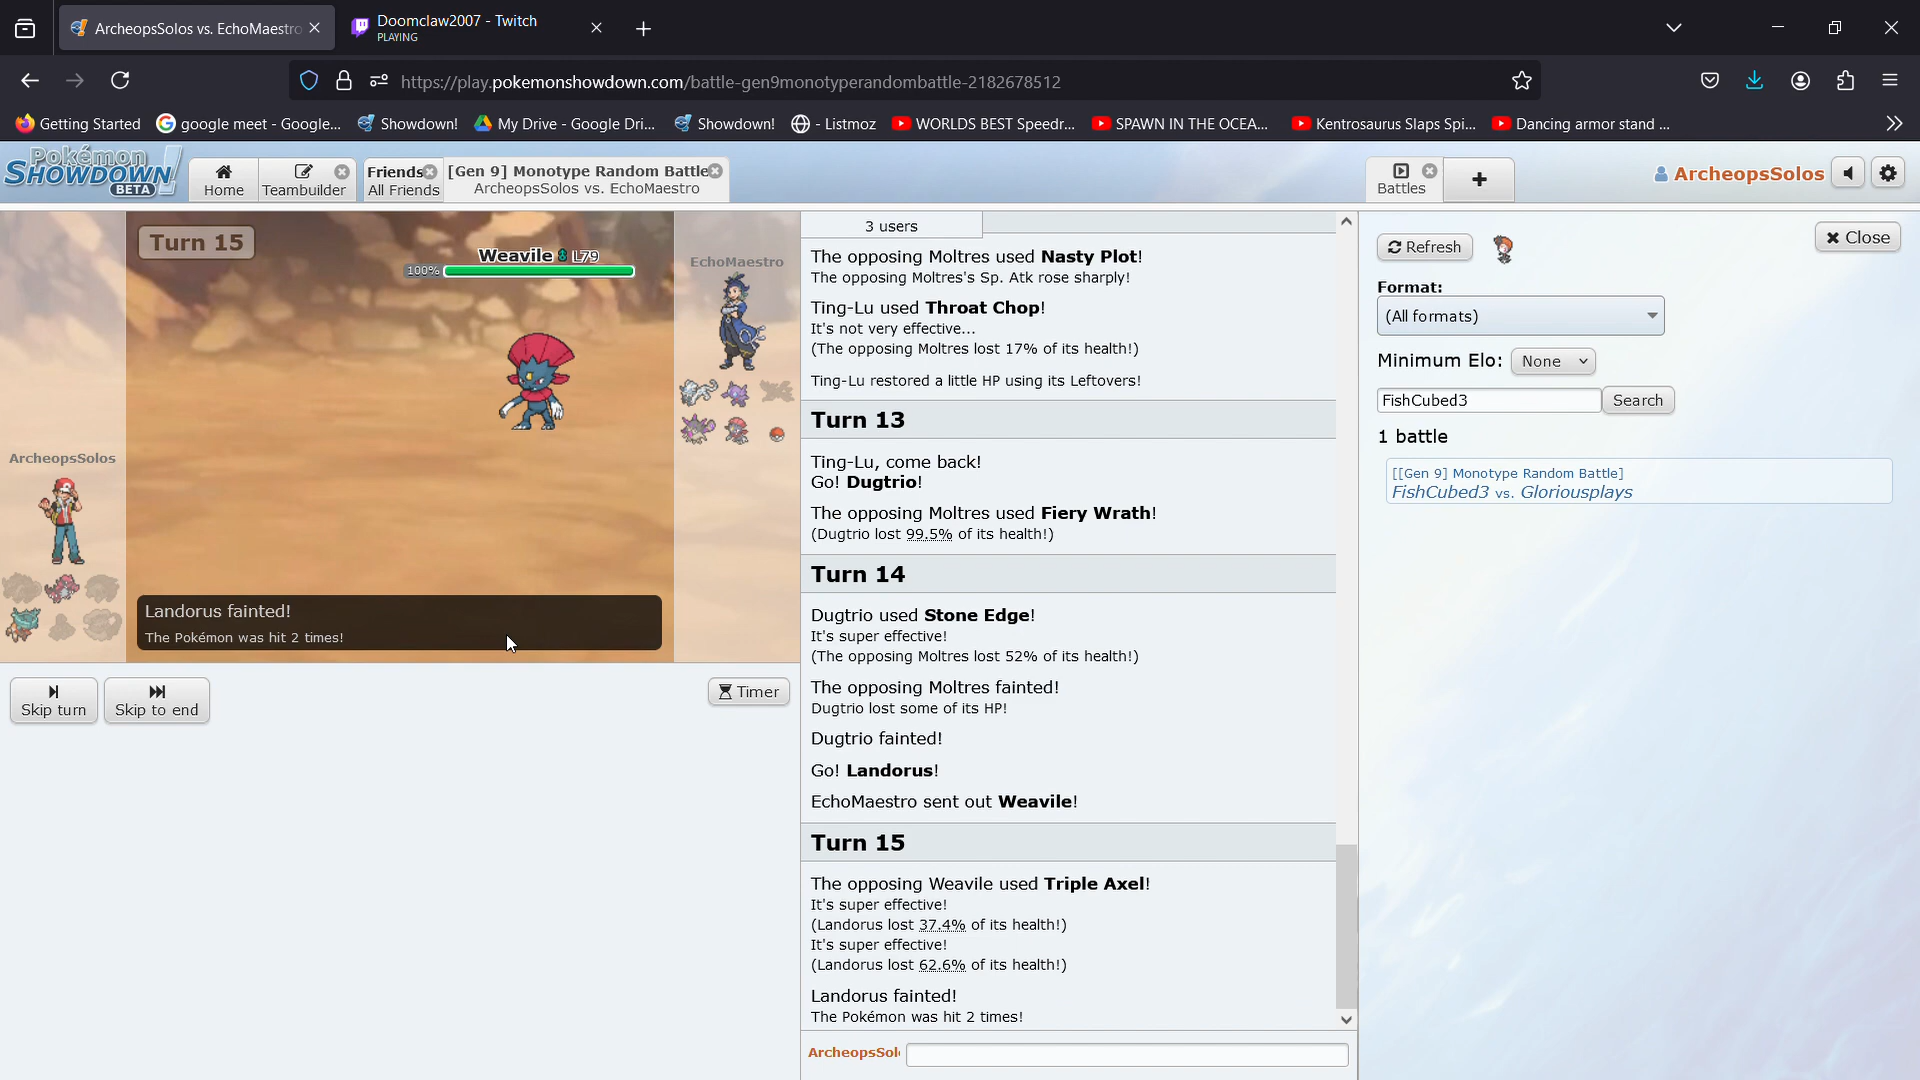 ArcheopsSolos vs. EchoMaestro
Doomclaw2007 - Twitch
PLAYING
https://play.pokemonshowdown.com/battle-gen9monotyperandombattle-2182678512
Getting Started
google meet - Google...
Showdown!
My Drive - Google Dri...
Showdown!
- Listmoz
WORLDS BEST Speedr...
SPAWN IN THE OCEA...
Kentrosaurus Slaps Spi...
Dancing armor stand ...
Pokémon
SHOWDOWN!
BETA
Home
Teambuilder
Friends
All Friends
[Gen 9] Monotype Random Battle
ArcheopsSolos vs. EchoMaestro
Battles
ArcheopsSolos
Turn 15
Weavile L79
100%
EchoMaestro
ArcheopsSolos
Landorus fainted!
The Pokémon was hit 2 times!
Skip turn
Skip to end
Timer
3 users
The opposing Moltres used Nasty Plot!
The opposing Moltres's Sp. Atk rose sharply!
Ting-Lu used Throat Chop!
It's not very effective...
(The opposing Moltres lost 17% of its health!)
Ting-Lu restored a little HP using its Leftovers!
Turn 13
Ting-Lu, come back!
Go! Dugtrio!
The opposing Moltres used Fiery Wrath!
(Dugtrio lost 99.5% of its health!)
Turn 14
Dugtrio used Stone Edge!
It's super effective!
(The opposing Moltres lost 52% of its health!)
The opposing Moltres fainted!
Dugtrio lost some of its HP!
Dugtrio fainted!
Go! Landorus!
EchoMaestro sent out Weavile!
Turn 15
The opposing Weavile used Triple Axel!
It's super effective!
(Landorus lost 37.4% of its health!)
It's super effective!
(Landorus lost 62.6% of its health!)
Landorus fainted!
The Pokémon was hit 2 times!
ArcheopsSol
Refresh
Close
Format:
(All formats)
Minimum Elo: None
FishCubed3
Search
1 battle
[[Gen 9] Monotype Random Battle]
FishCubed3 vs. Gloriousplays